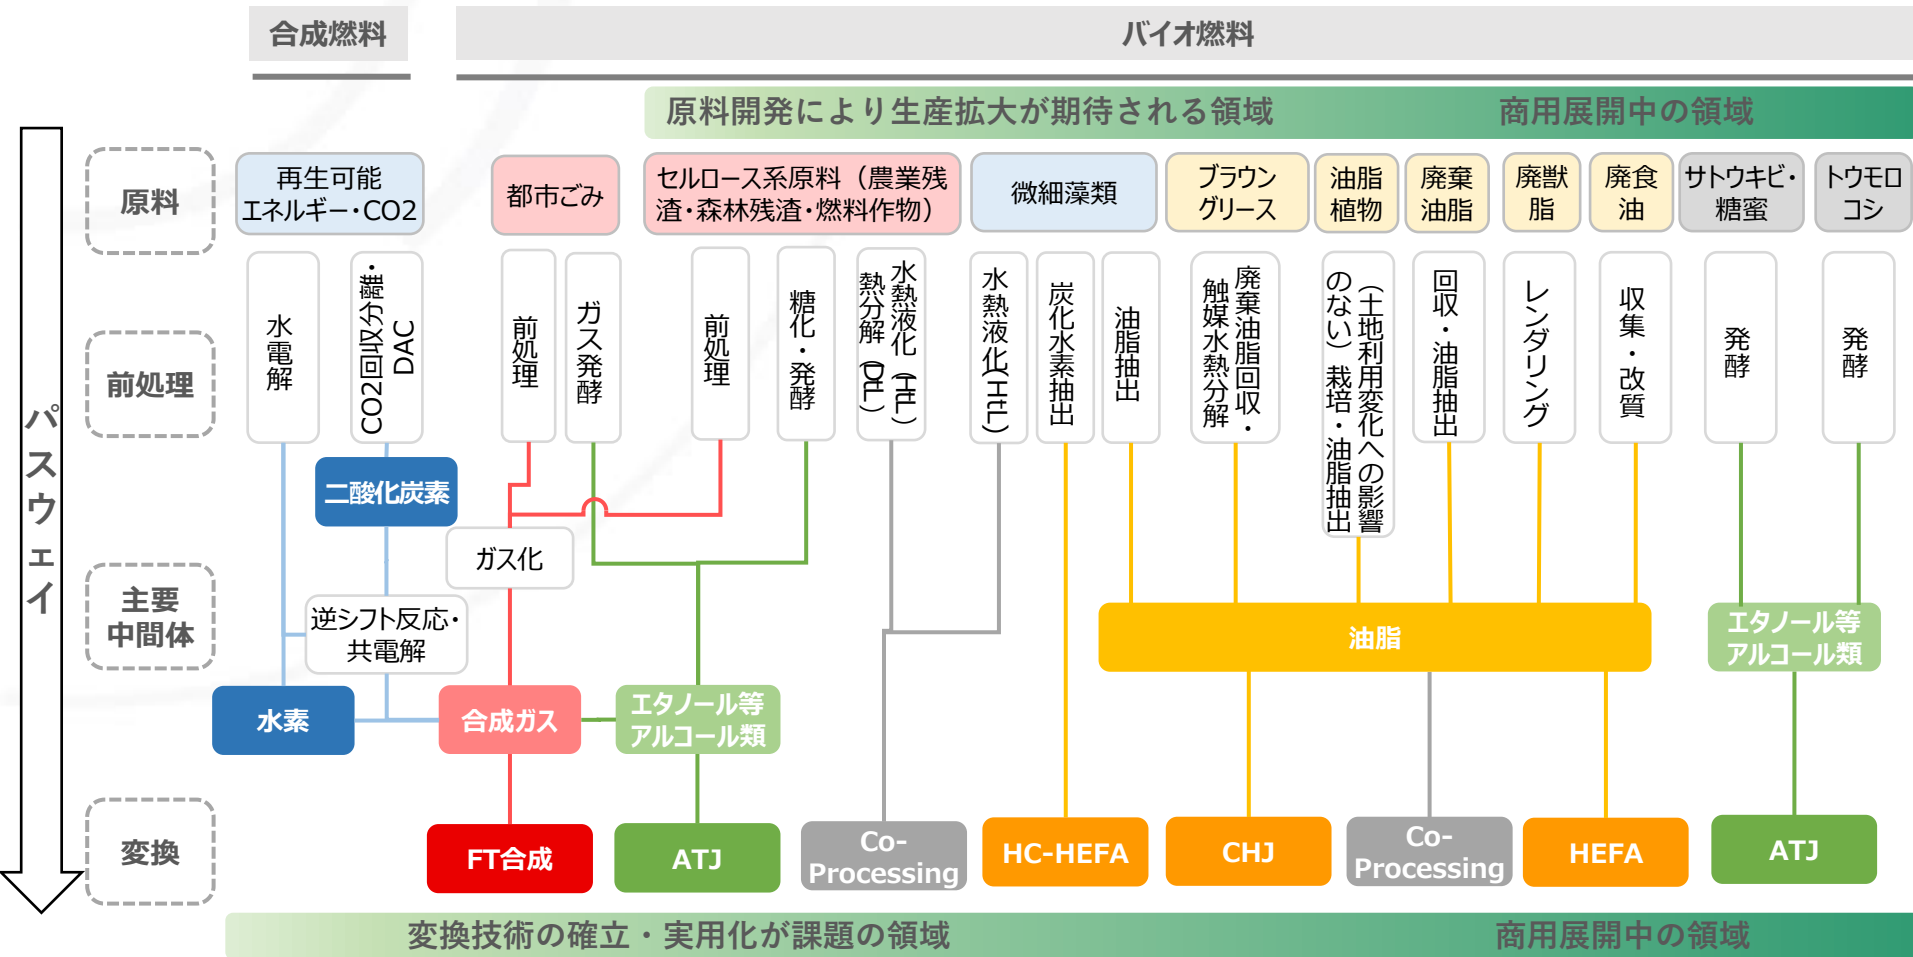 合成燃料
バイオ燃料
原料開発により生産拡大が期待される領域
商用展開中の領域
パスウェイ
原料
再生可能
エネルギー・CO2
都市ごみ
セルロース系原料（農業残
渣・森林残渣・燃料作物）
微細藻類
ブラウン
グリース
油脂
植物
廃棄
油脂
廃獣
脂
廃食
油
サトウキビ・
糖蜜
トウモロ
コシ
前処理
水電解
CO2回収分離・
DAC
前処理
ガス発酵
前処理
糖化・発酵
水熱液化（HtL）
熱分解（DtL）
水熱液化(HtL)
炭化水素抽出
油脂抽出
廃棄油脂回収・
触媒水熱分解
（土地利用変化への影響
のない）栽培・油脂抽出
回収・油脂抽出
レンダリング
収集・改質
発酵
発酵
二酸化炭素
ガス化
主要
中間体
逆シフト反応・
共電解
油脂
エタノール等
アルコール類
水素
合成ガス
エタノール等
アルコール類
変換
FT合成
ATJ
Co-
Processing
HC-HEFA
CHJ
Co-
Processing
HEFA
ATJ
変換技術の確立・実用化が課題の領域
商用展開中の領域